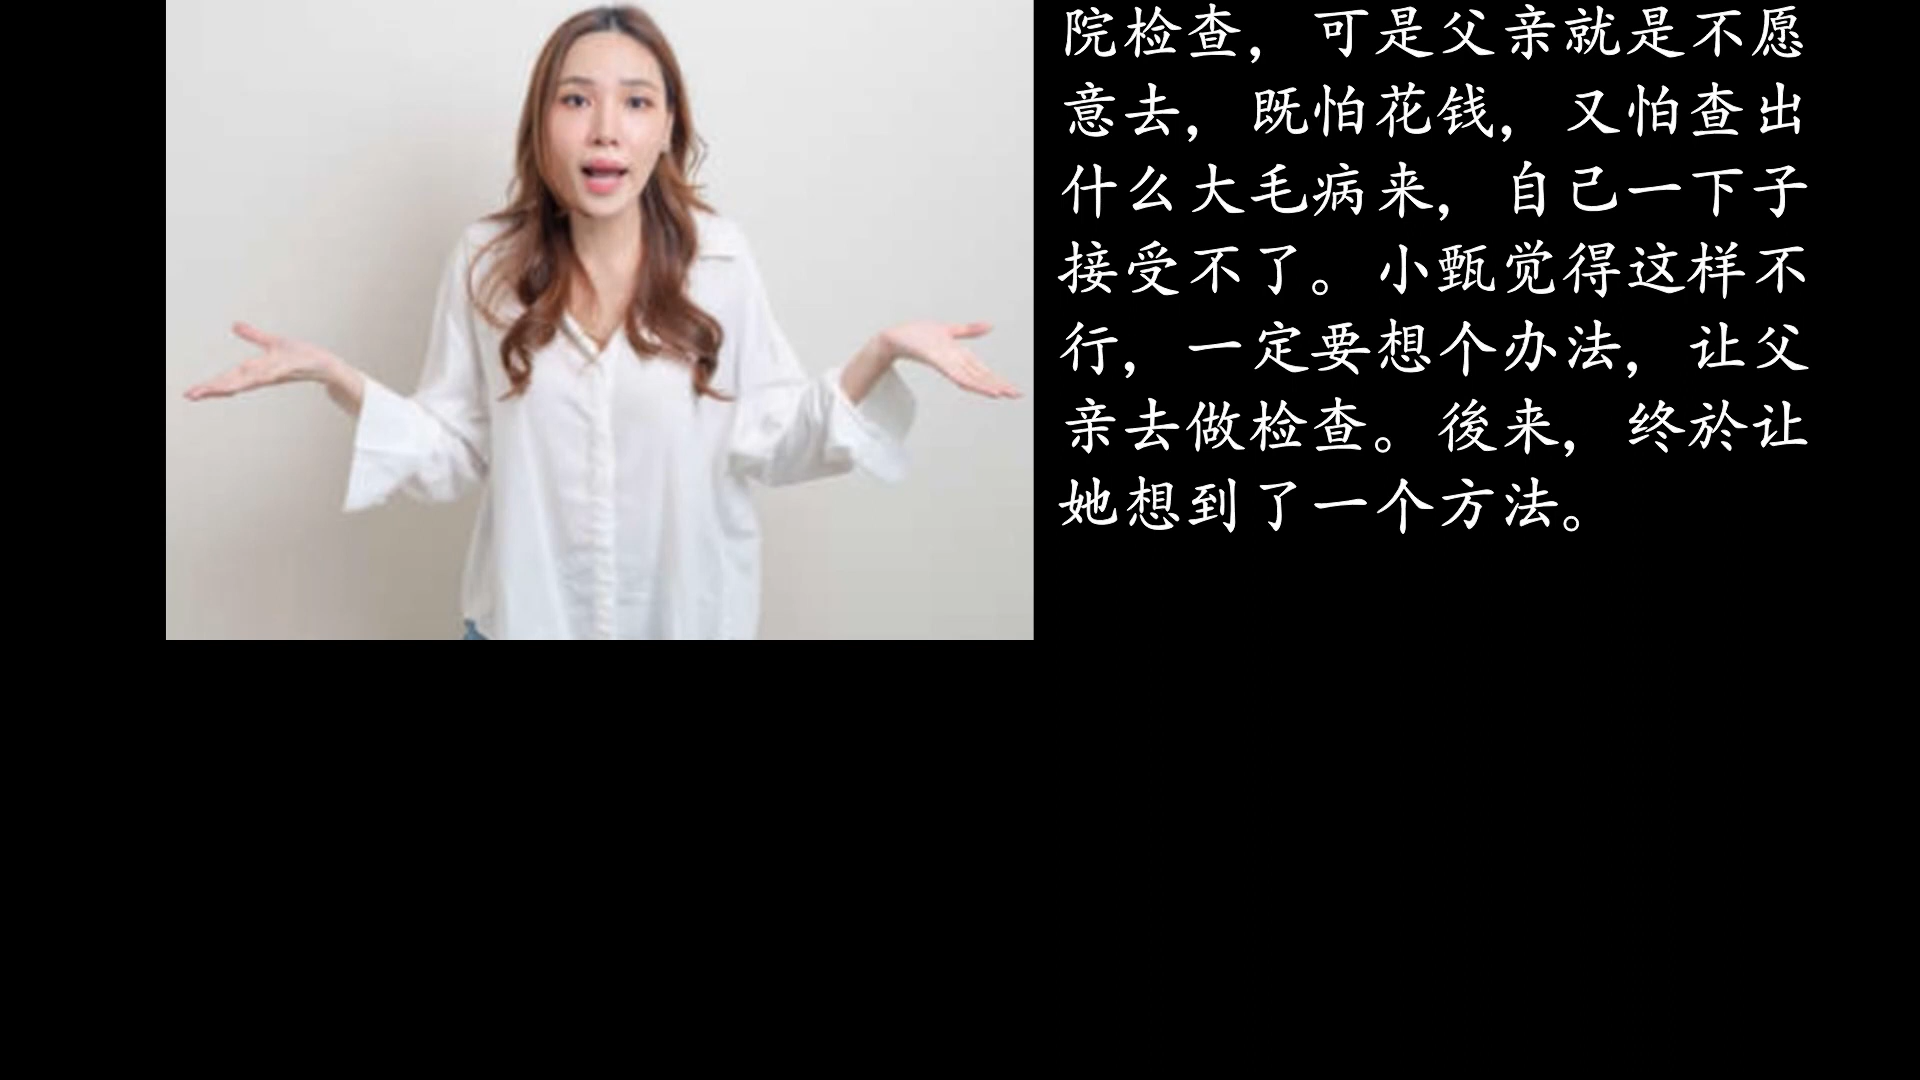 院检查，可是父亲就是不愿
意去，既怕花钱，又怕查出
什么大毛病来，自己一下子
接受不了。小甄觉得这样不
行，一定要想个办法，让父
亲去做检查。後来，终於让
她想到了一个方法。